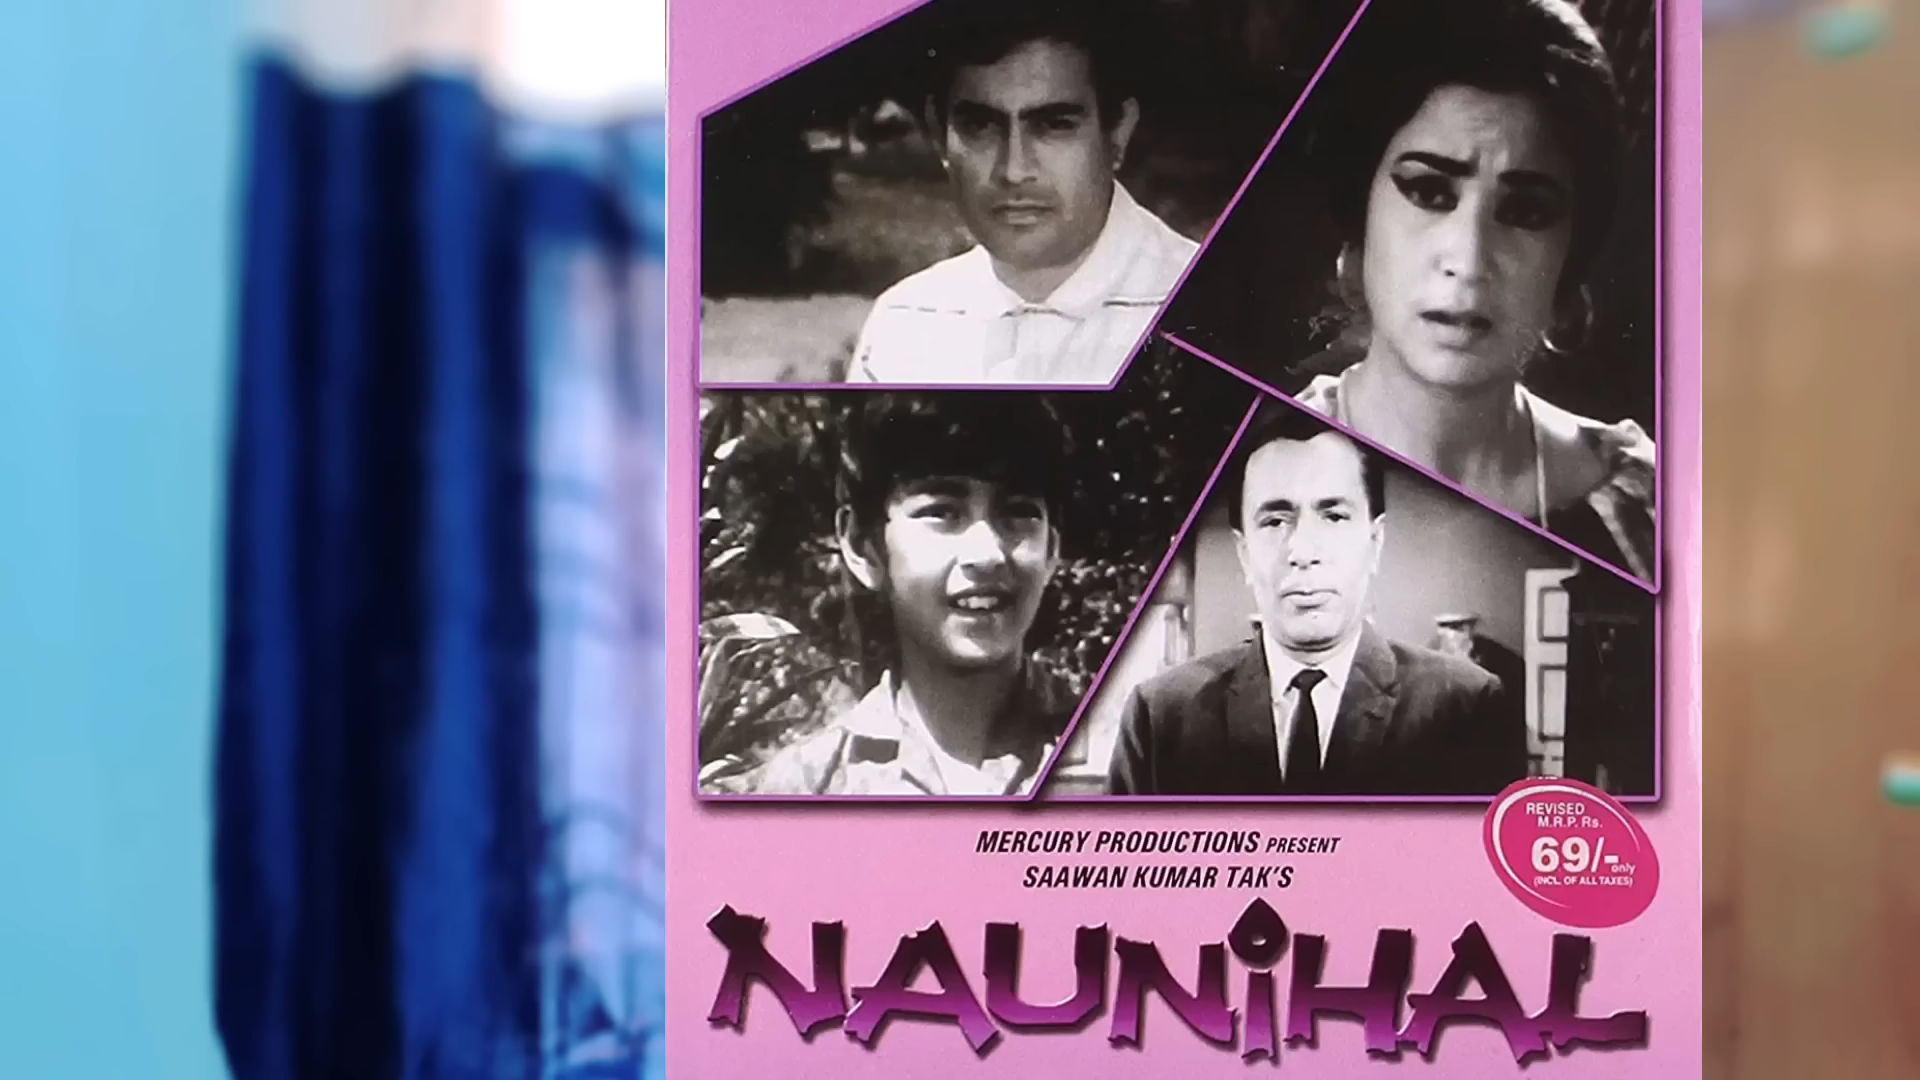 MERCURY PRODUCTIONS PRESENT
SAAWAN KUMAR TAK'S
NAUNiHAL
REVISED
M.R.P. Rs.
69/- only
(INCL. OF ALL TAXES)